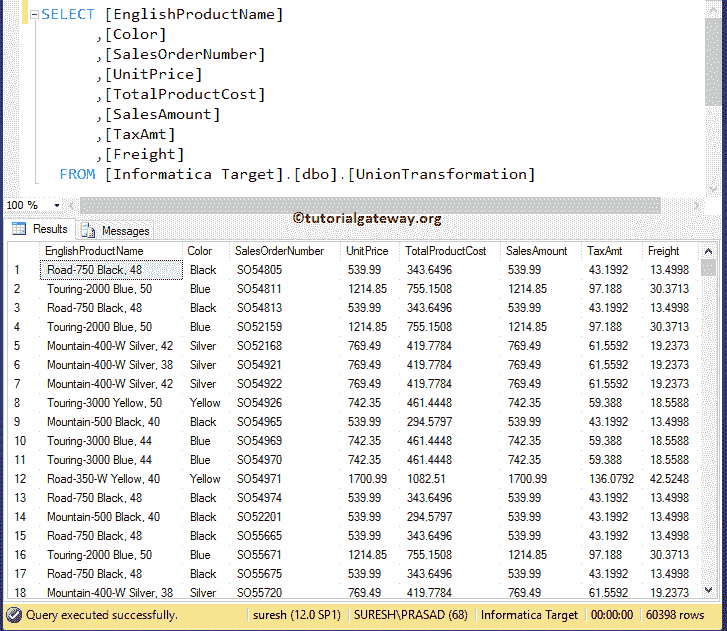 SELECT [EnglishProductName]
,[Color]
,[SalesOrderNumber]
,[UnitPrice]
,[TotalProductCost]
,[SalesAmount]
,[TaxAmt]
,[Freight]
FROM [Informatica Target].[dbo].[UnionTransformation]
100 %
©tutorialgateway.org
Results Messages
EnglishProductName Color SalesOrderNumber UnitPrice TotalProductCost SalesAmount TaxAmt Freight
1 Road-750 Black, 48 Black SO54805 539.99 343.6496 539.99 43.1992 13.4998
2 Touring-2000 Blue, 50 Blue SO54811 1214.85 755.1508 1214.85 97.188 30.3713
3 Road-750 Black, 48 Black SO54813 539.99 343.6496 539.99 43.1992 13.4998
4 Touring-2000 Blue, 50 Blue SO52159 1214.85 755.1508 1214.85 97.188 30.3713
5 Mountain-400-W Silver, 42 Silver SO52168 769.49 419.7784 769.49 61.5592 19.2373
6 Mountain-400-W Silver, 38 Silver SO54921 769.49 419.7784 769.49 61.5592 19.2373
7 Mountain-400-W Silver, 42 Silver SO54922 769.49 419.7784 769.49 61.5592 19.2373
8 Touring-3000 Yellow, 50 Yellow SO54926 742.35 461.4448 742.35 59.388 18.5588
9 Mountain-500 Black, 40 Black SO54965 539.99 294.5797 539.99 43.1992 13.4998
10 Touring-3000 Blue, 44 Blue SO54969 742.35 461.4448 742.35 59.388 18.5588
11 Touring-3000 Blue, 44 Blue SO54970 742.35 461.4448 742.35 59.388 18.5588
12 Road-350-W Yellow, 40 Yellow SO54971 1700.99 1082.51 1700.99 136.0792 42.5248
13 Road-750 Black, 48 Black SO54974 539.99 343.6496 539.99 43.1992 13.4998
14 Mountain-500 Black, 40 Black SO52201 539.99 294.5797 539.99 43.1992 13.4998
15 Road-750 Black, 48 Black SO55665 539.99 343.6496 539.99 43.1992 13.4998
16 Touring-2000 Blue, 50 Blue SO55671 1214.85 755.1508 1214.85 97.188 30.3713
17 Road-750 Black, 48 Black SO55675 539.99 343.6496 539.99 43.1992 13.4998
18 Mountain-400-W Silver, 38 Silver SO55720 769.49 419.7784 769.49 61.5592 19.2373
Query executed successfully. suresh (12.0 SP1) SURESH\PRASAD (68) Informatica Target 00:00:00 60398 rows